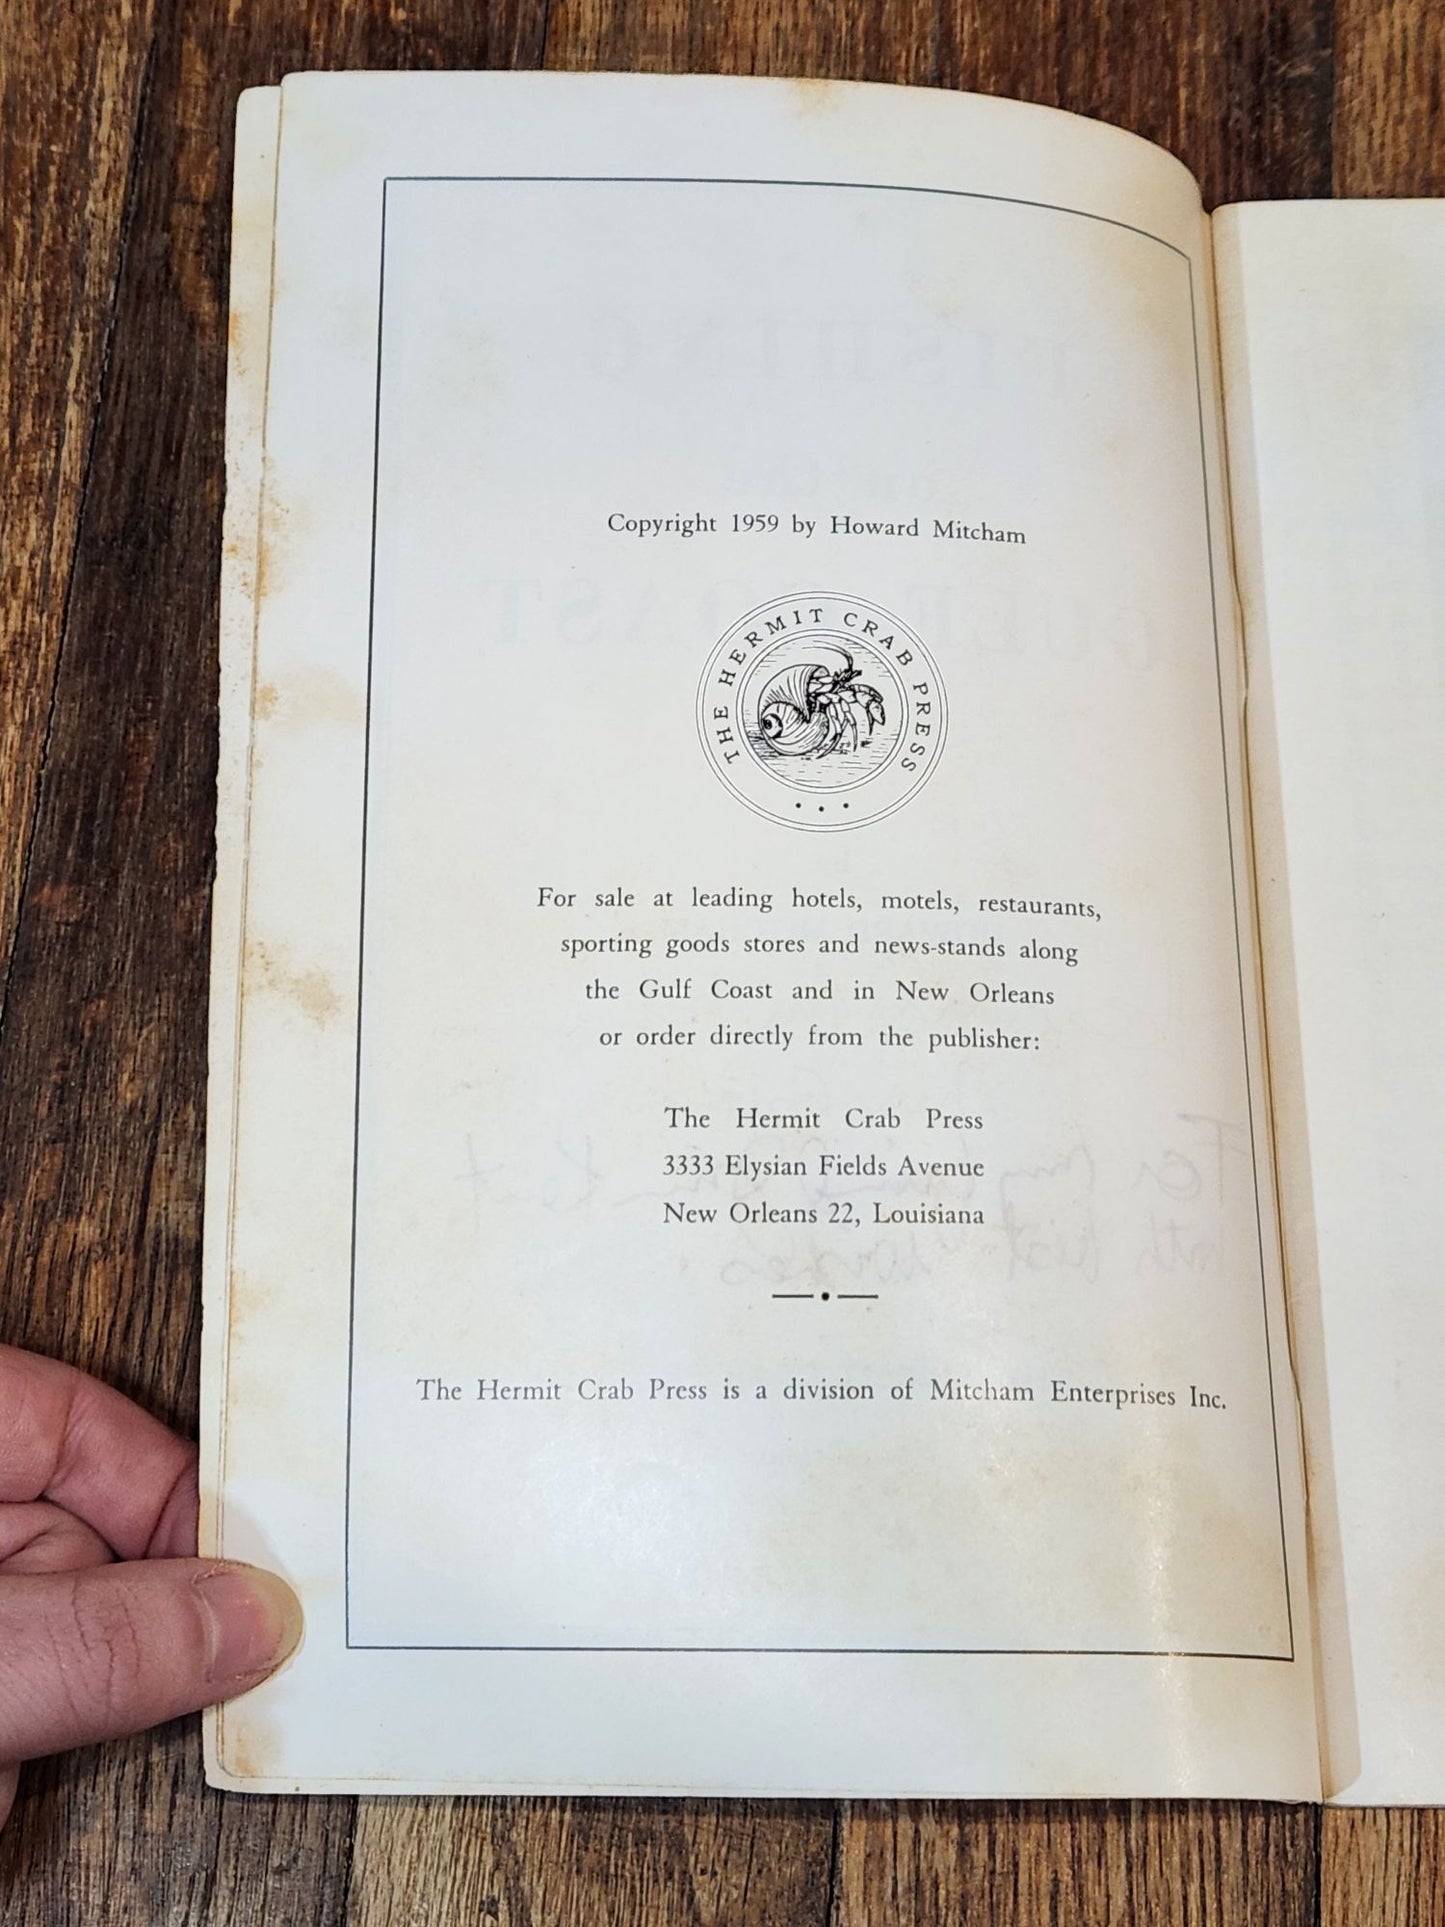 Copyright 1959 by Howard Mitcham
THE HERMIT CRAB PRESS
For sale at leading hotels, motels, restaurants,
sporting goods stores and news-stands along
the Gulf Coast and in New Orleans
or order directly from the publisher:
The Hermit Crab Press
3333 Elysian Fields Avenue
New Orleans 22, Louisiana
The Hermit Crab Press is a division of Mitcham Enterprises Inc.